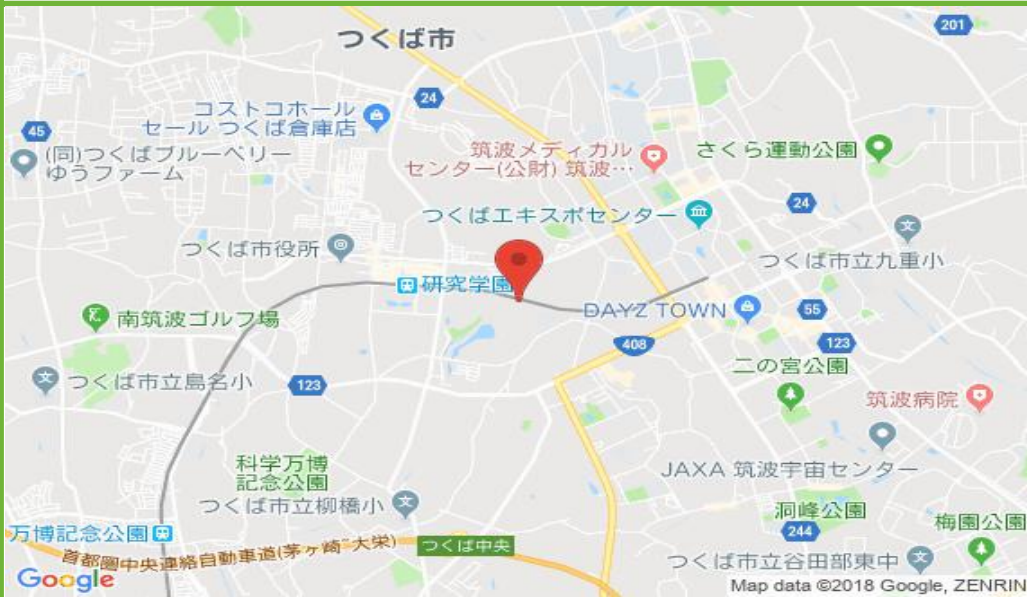 つくば市
201
コストコホール
セール つくば倉庫店
24
45
(同)つくばブルーベリー
ゆうファーム
筑波メディカル
センター(公財) 筑波…
さくら運動公園
24
つくばエキスポセンター
つくば市役所
つくば市立九重小
研究学園
南筑波ゴルフ場
DAYZ TOWN
55
408
123
二の宮公園
つくば市立島名小
123
筑波病院
科学万博
記念公園
JAXA 筑波宇宙センター
つくば市立柳橋小
洞峰公園
244
梅園公園
万博記念公園
首都圏中央連絡自動車道(茅ヶ崎~大栄)
つくば中央
つくば市立谷田部東中
Google
Map data ©2018 Google, ZENRIN